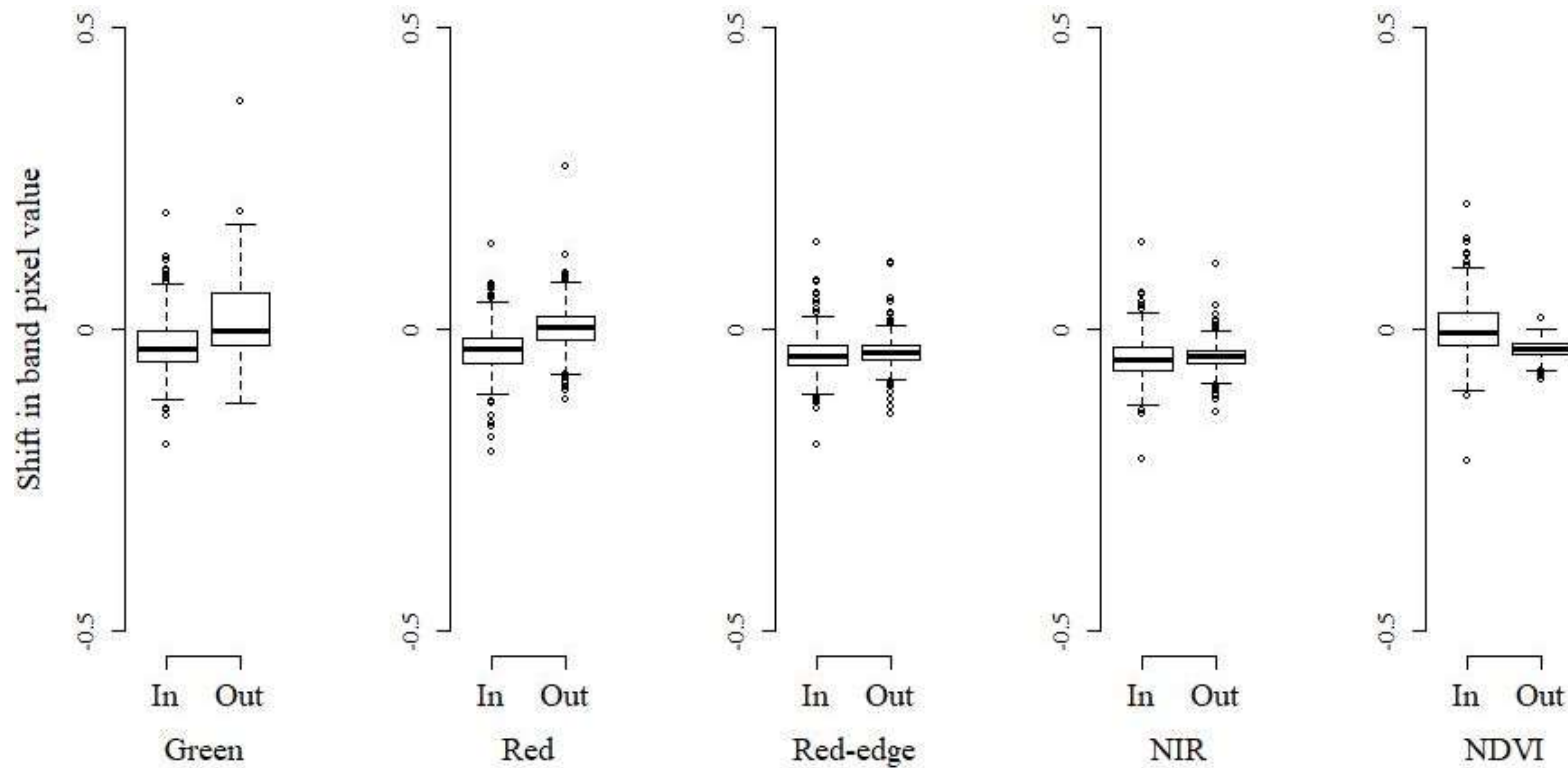 0.5 0.5 0.5 0.5 0.5
Shift in band pixel value
0 0 0 0 0
-0.5 -0.5 -0.5 -0.5 -0.5
In Out In Out In Out In Out In Out
Green Red Red-edge NIR NDVI